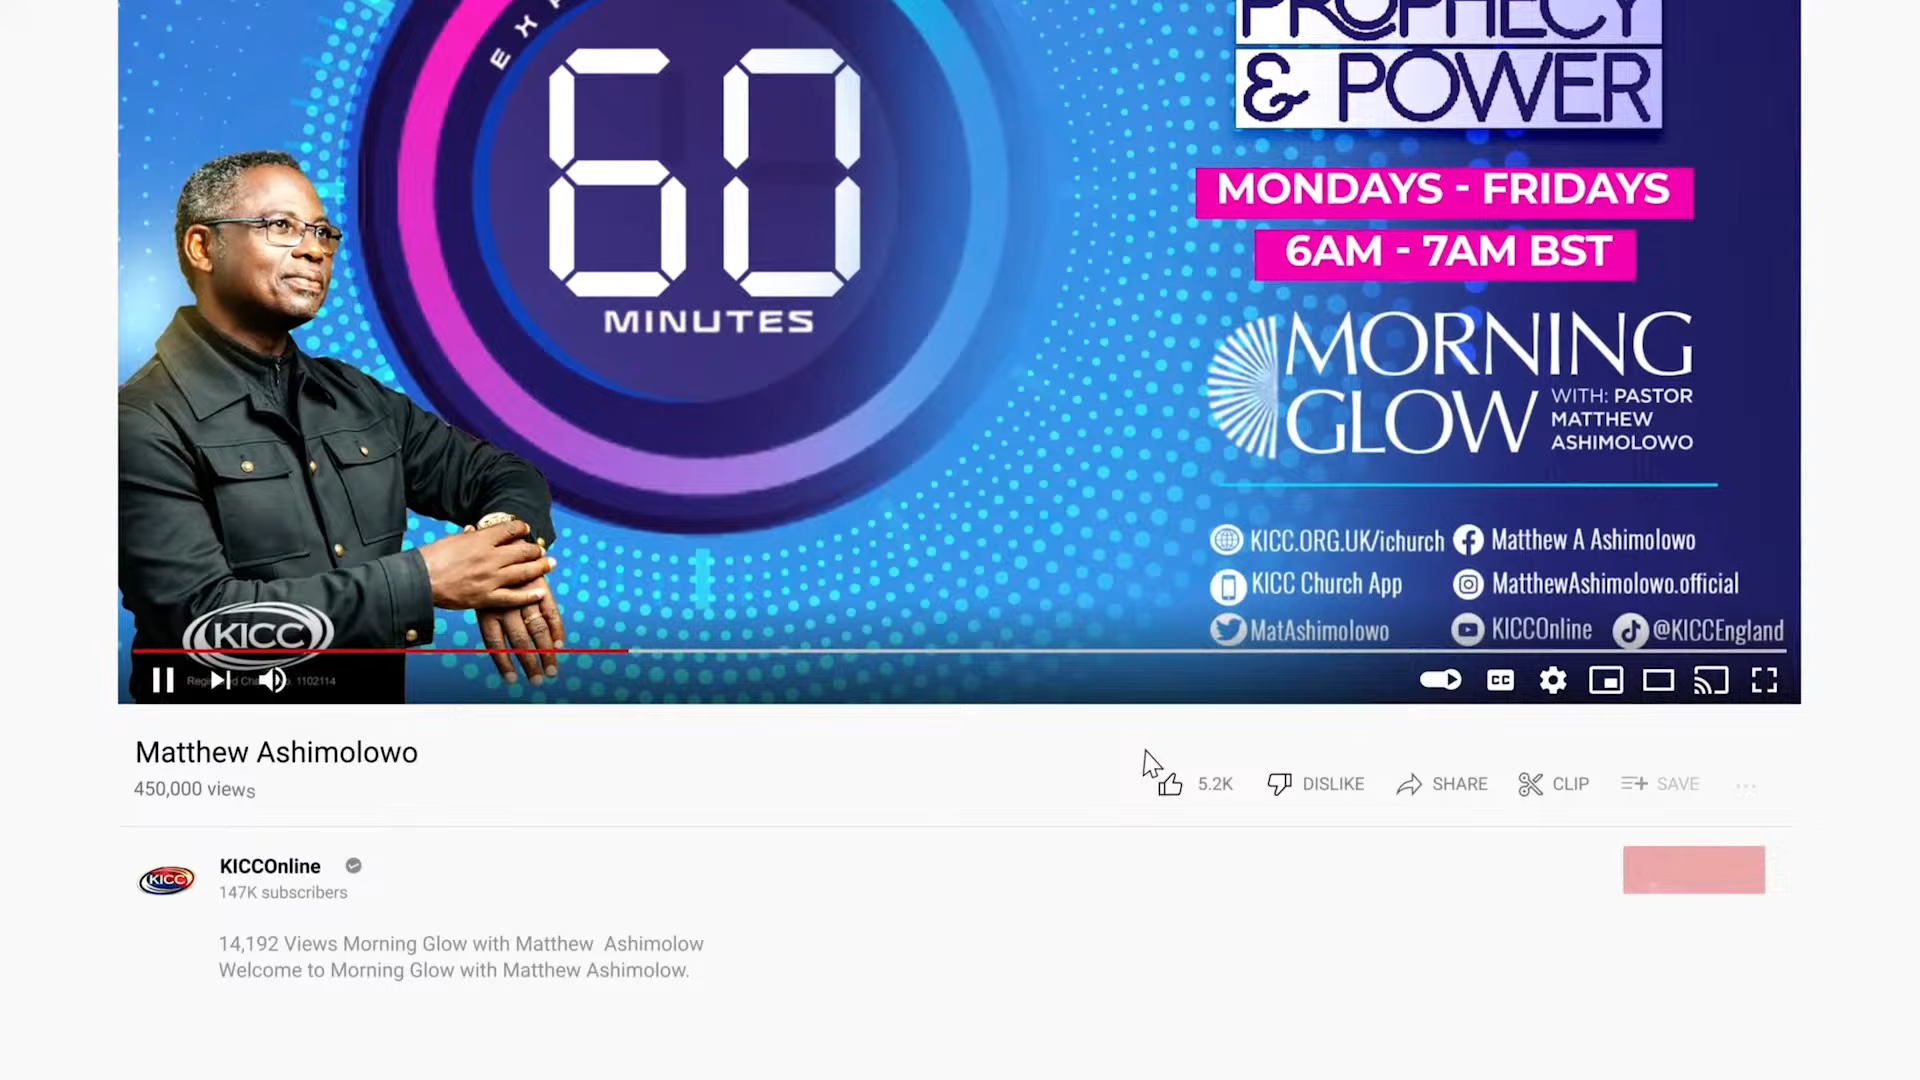 60
MINUTES
PROPHECY
& POWER
MONDAYS - FRIDAYS
6AM - 7AM BST
MORNING
GLOW
WITH: PASTOR
MATTHEW
ASHIMOLOWO
KICC.ORG.UK/ichurch
Matthew A Ashimolowo
KICC Church App
MatthewAshimolowo.official
MatAshimolowo
KICCOnline
@KICCEngland
KICC
1102114
CC
Matthew Ashimolowo
450,000 views
5.2K
DISLIKE
SHARE
CLIP
SAVE
KICC
KICCOnline
147K subscribers
14,192 Views Morning Glow with Matthew Ashimolow
Welcome to Morning Glow with Matthew Ashimolow.